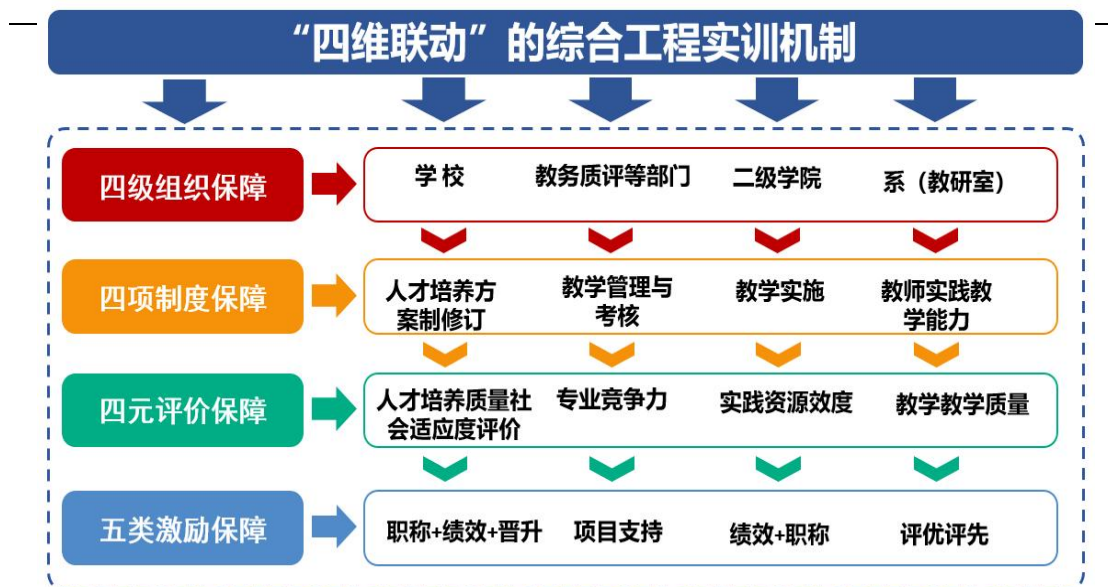 “四维联动”的综合工程实训机制
四级组织保障
学 校
教务质评等部门
二级学院
系（教研室）
四项制度保障
人才培养方
案制修订
教学管理与
考核
教学实施
教师实践教
学能力
四元评价保障
人才培养质量社
会适应度评价
专业竞争力
实践资源效度
教学教学质量
五类激励保障
职称+绩效+晋升
项目支持
绩效+职称
评优评先